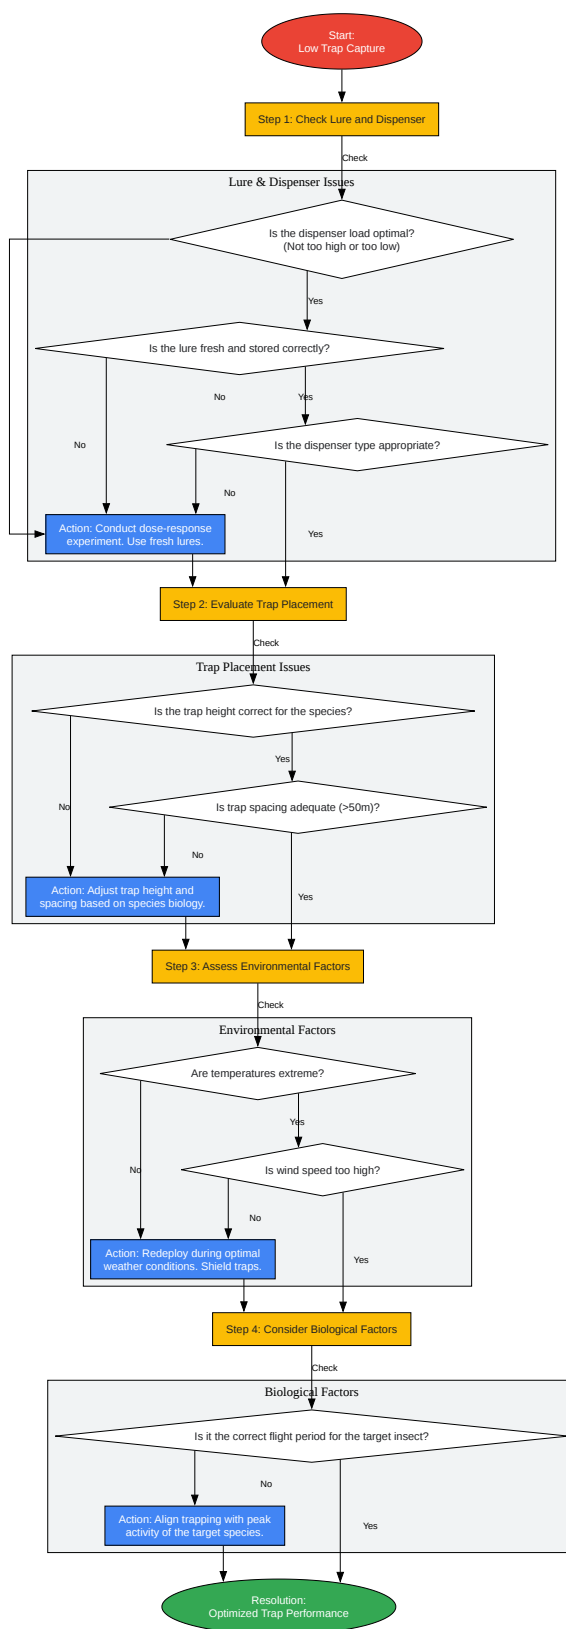 Start:
Low Trap Capture
Step 1: Check Lure and Dispenser
Check
Lure & Dispenser Issues
Is the dispenser load optimal?
(Not too high or too low)
Yes
Is the lure fresh and stored correctly?
No
Yes
No
Is the dispenser type appropriate?
No
Yes
Action: Conduct dose-response
experiment. Use fresh lures.
Step 2: Evaluate Trap Placement
Check
Trap Placement Issues
Is the trap height correct for the species?
Yes
No
Is trap spacing adequate (>50m)?
No
Yes
Action: Adjust trap height and
spacing based on species biology.
Step 3: Assess Environmental Factors
Check
Environmental Factors
Are temperatures extreme?
Yes
No
Is wind speed too high?
No
Yes
Action: Redeploy during optimal
weather conditions. Shield traps.
Step 4: Consider Biological Factors
Check
Biological Factors
Is it the correct flight period for the target insect?
No
Yes
Action: Align trapping with peak
activity of the target species.
Resolution:
Optimized Trap Performance